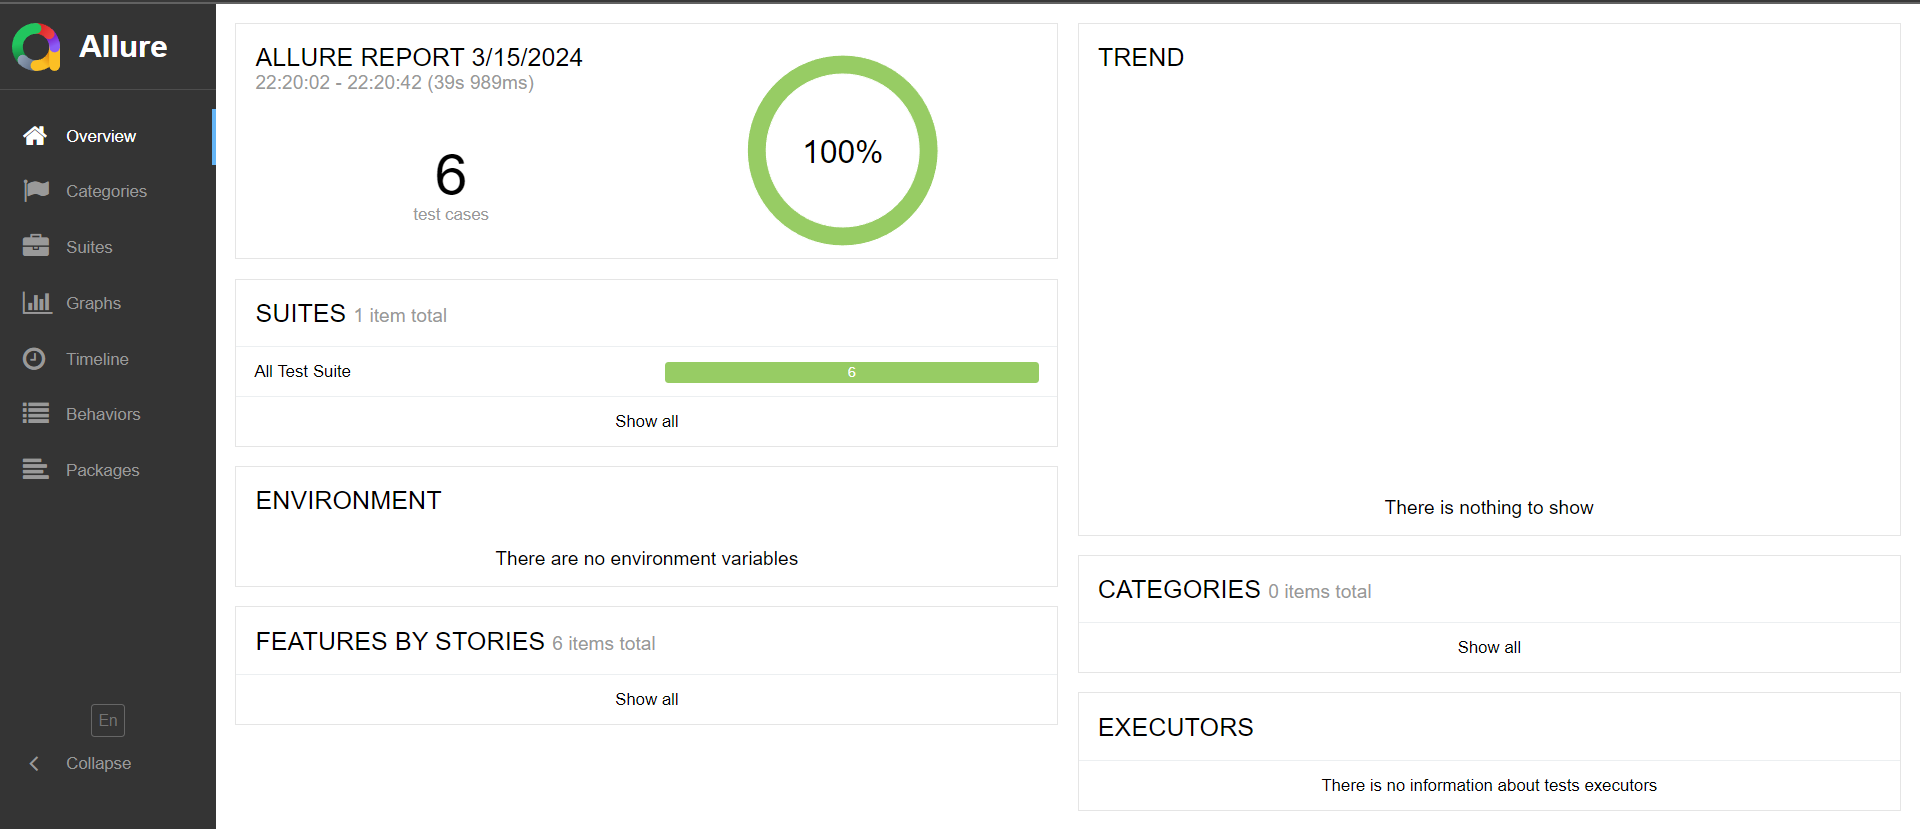 Allure
Overview
Categories
Suites
Graphs
Timeline
Behaviors
Packages
En
Collapse
ALLURE REPORT 3/15/2024
22:20:02 - 22:20:42 (39s 989ms)
6
test cases
100%
SUITES 1 item total
All Test Suite 6
Show all
ENVIRONMENT
There are no environment variables
FEATURES BY STORIES 6 items total
Show all
TREND
There is nothing to show
CATEGORIES 0 items total
Show all
EXECUTORS
There is no information about tests executors